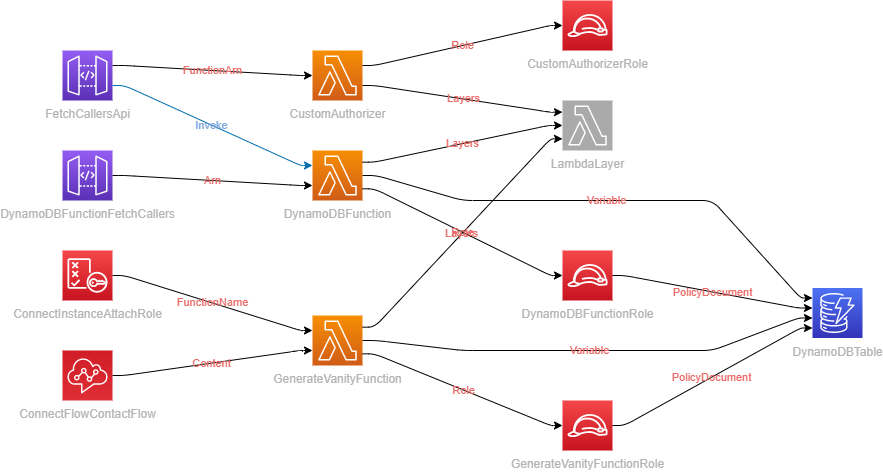 Role
CustomAuthorizerRole
FunctionArn
FetchCallersApi
CustomAuthorizer
Layers
Invoke
Layers
LambdaLayer
Arn
DynamoDBFunctionFetchCallers
DynamoDBFunction
Variable
Layers
Role
ConnectInstanceAttachRole
FunctionName
DynamoDBFunctionRole
PolicyDocument
DynamoDBTable
Variable
Content
GenerateVanityFunction
PolicyDocument
Role
ConnectFlowContactFlow
GenerateVanityFunctionRole